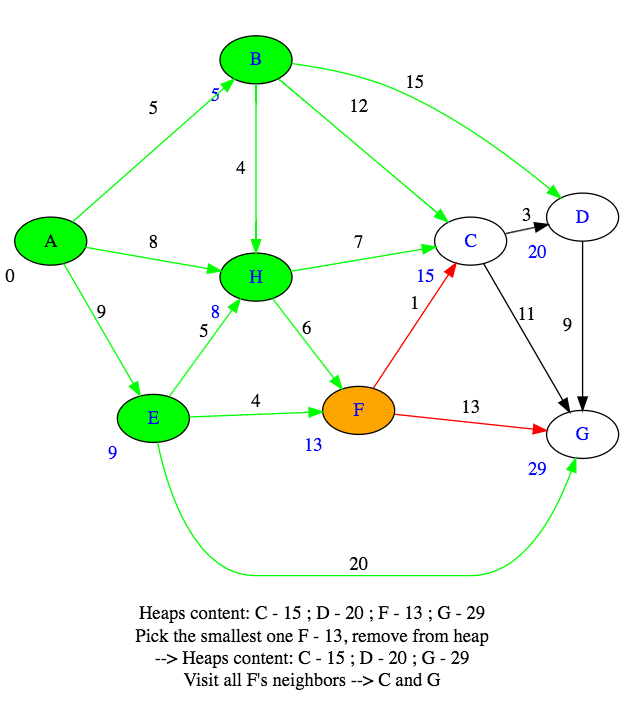 B
5
15
5
12
4
3
D
A
8
7
C
20
0
H
15
9
8
5
6
1
11
9
E
4
F
13
G
9
13
29
20
Heaps content: C - 15 ; D - 20 ; F - 13 ; G - 29
Pick the smallest one F - 13, remove from heap
--> Heaps content: C - 15 ; D - 20 ; G - 29
Visit all F's neighbors --> C and G